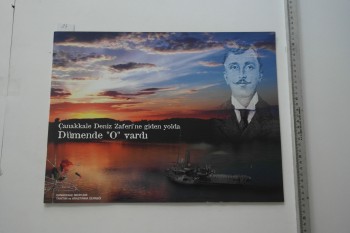 Çanakkale Deniz Zaferi'ne giden yolda
Dümende "O" vardı